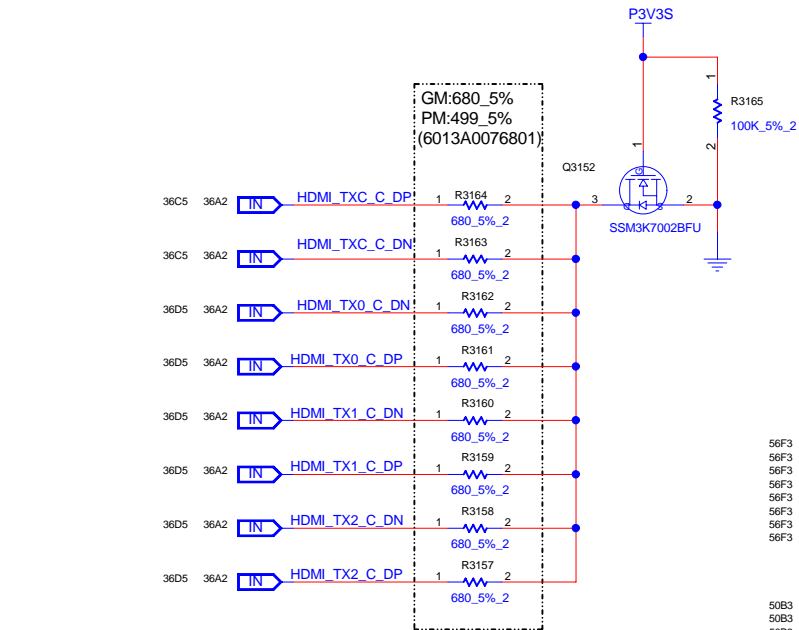 P3V3S
GM:680_5%
PM:499_5%
(6013A0076801)
1
R3165
100K_5%_2
2
Q3152
1
G
D
S
3
2
SSM3K7002BFU
36C5 36A2 IN HDMI_TXC_C_DP 1 R3164 2
680_5%_2
36C5 36A2 IN HDMI_TXC_C_DN 1 R3163 2
680_5%_2
36D5 36A2 IN HDMI_TX0_C_DN 1 R3162 2
680_5%_2
36D5 36A2 IN HDMI_TX0_C_DP 1 R3161 2
680_5%_2
36D5 36A2 IN HDMI_TX1_C_DN 1 R3160 2
680_5%_2
36D5 36A2 IN HDMI_TX1_C_DP 1 R3159 2
680_5%_2
36D5 36A2 IN HDMI_TX2_C_DN 1 R3158 2
680_5%_2
36D5 36A2 IN HDMI_TX2_C_DP 1 R3157 2
680_5%_2
56F3
56F3
56F3
56F3
56F3
56F3
56F3
56F3
50B3
50B3